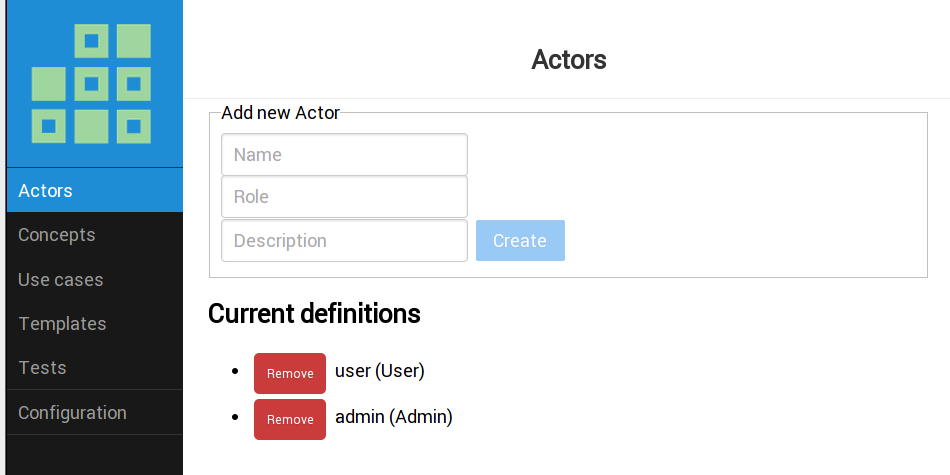 Actors
Concepts
Use cases
Templates
Tests
Configuration
Actors
Add new Actor
Name
Role
Description
Create
Current definitions
Remove user (User)
Remove admin (Admin)